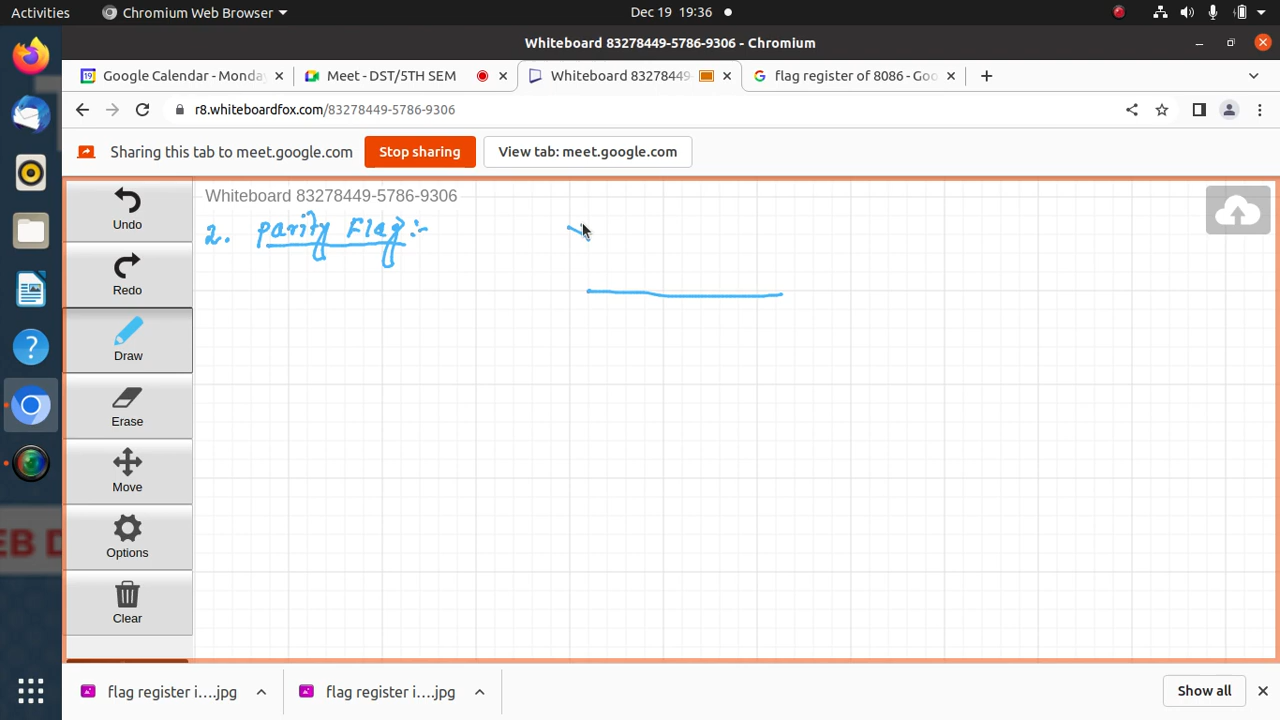 Activities Chromium Web Browser Dec 19 19:36
Whiteboard 83278449-5786-9306 - Chromium
19 Google Calendar - Monda Meet - DST/5TH SEM Whiteboard 83278449- flag register of 8086 - Goo
r8.whiteboardfox.com/83278449-5786-9306
Sharing this tab to meet.google.com Stop sharing View tab: meet.google.com
Whiteboard 83278449-5786-9306
2. Parity Flag:-
Undo
Redo
Draw
Erase
Move
Options
Clear
EB D
flag register i....jpg flag register i....jpg Show all